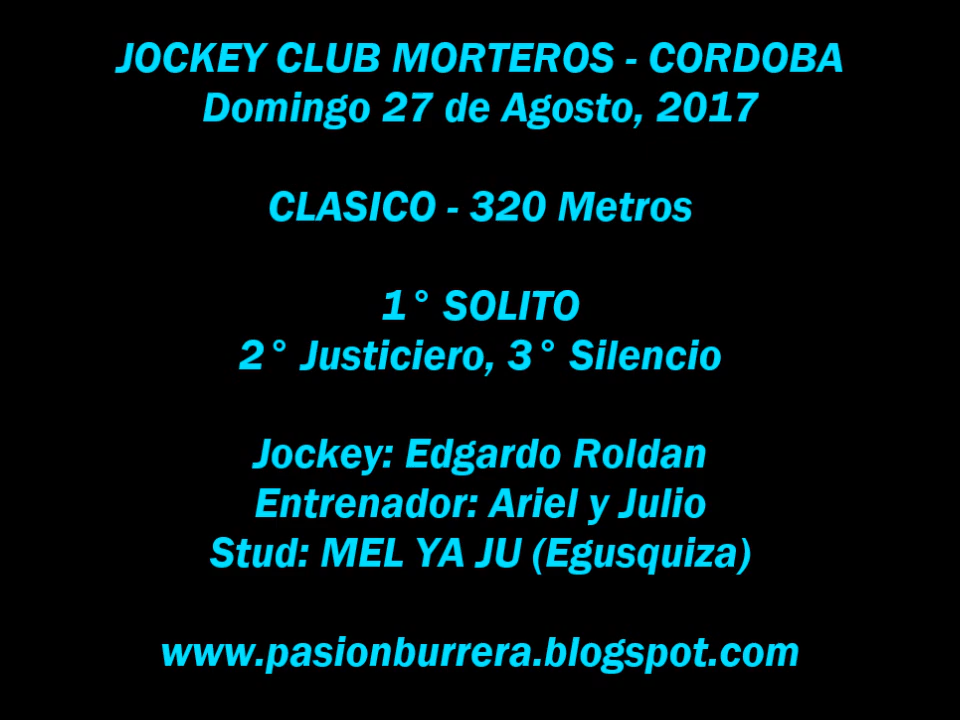 JOCKEY CLUB MORTEROS - CORDOBA
Domingo 27 de Agosto, 2017
CLASICO - 320 Metros
1° SOLITO
2° Justiciero, 3° Silencio
Jockey: Edgardo Roldan
Entrenador: Ariel y Julio
Stud: MEL YA JU (Egusquiza)
www.pasionburrera.blogspot.com